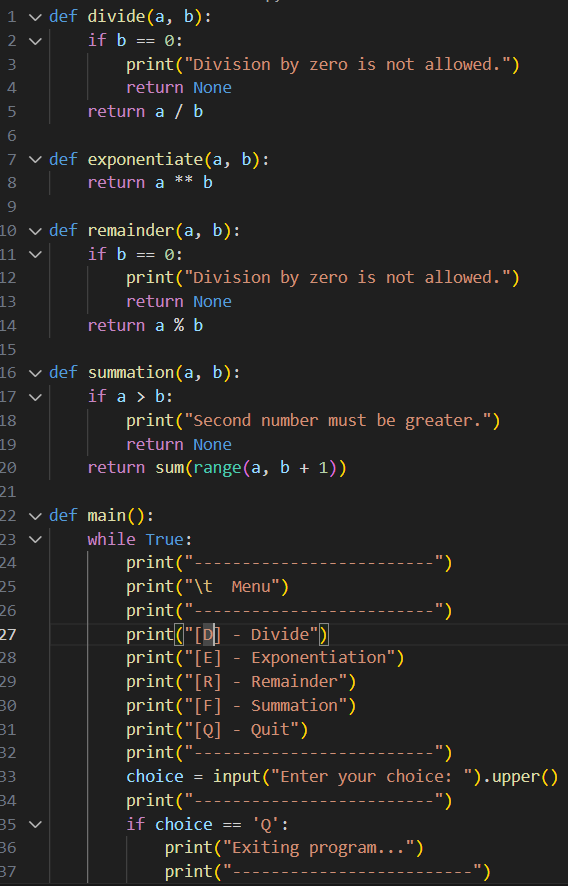 1 def divide(a, b):
2     if b == 0:
3         print("Division by zero is not allowed.")
4         return None
5     return a / b
6
7 def exponentiate(a, b):
8     return a ** b
9
10 def remainder(a, b):
11     if b == 0:
12         print("Division by zero is not allowed.")
13         return None
14     return a % b
15
16 def summation(a, b):
17     if a > b:
18         print("Second number must be greater.")
19         return None
20     return sum(range(a, b + 1))
21
22 def main():
23     while True:
24         print("-------------------------")
25         print("\t  Menu")
26         print("-------------------------")
27         print("[D] - Divide")
28         print("[E] - Exponentiation")
29         print("[R] - Remainder")
30         print("[F] - Summation")
31         print("[Q] - Quit")
32         print("-------------------------")
33         choice = input("Enter your choice: ").upper()
34         print("-------------------------")
35         if choice == 'Q':
36             print("Exiting program...")
37             print("-------------------------")